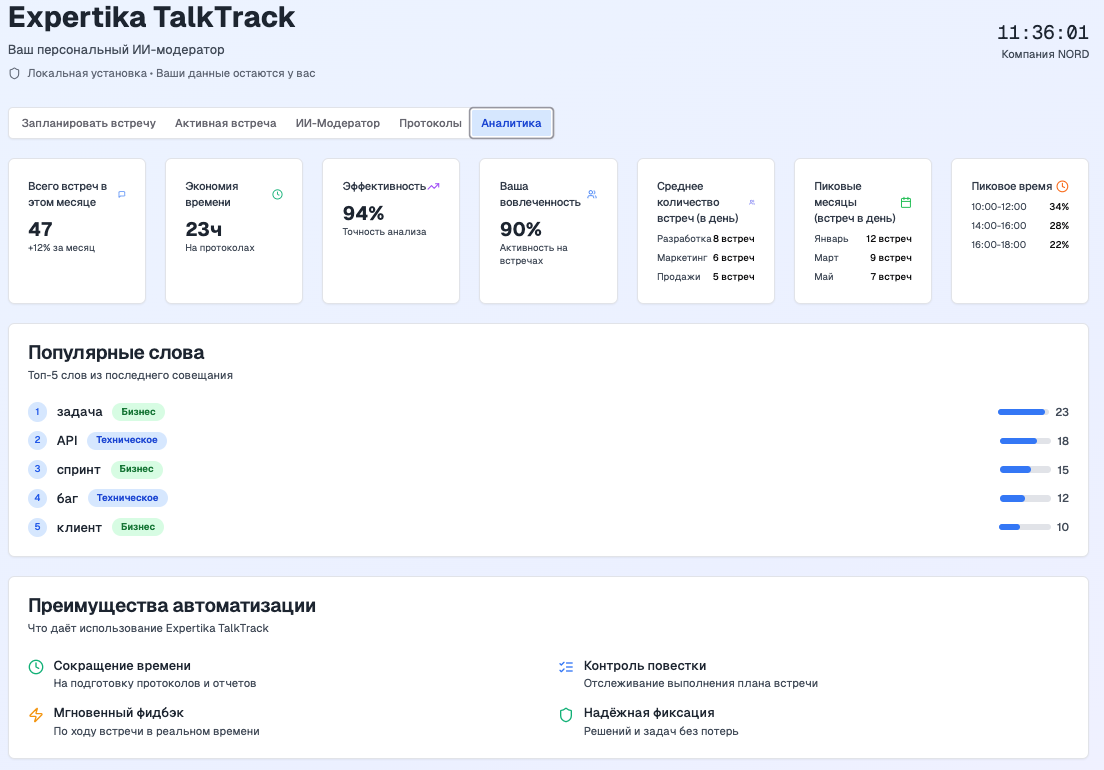 Expertika TalkTrack
Ваш персональный ИИ-модератор
Локальная установка • Ваши данные остаются у вас
11:36:01
Компания NORD
Запланировать встречу
Активная встреча
ИИ-Модератор
Протоколы
Аналитика
Всего встреч в
этом месяце
47
+12% за месяц
Экономия
времени
23ч
На протоколах
Эффективность
94%
Точность анализа
Ваша
вовлеченность
90%
Активность на
встречах
Среднее
количество
встреч (в день)
Разработка 8 встреч
Маркетинг 6 встреч
Продажи 5 встреч
Пиковые
месяцы
(встреч в день)
Январь 12 встреч
Март 9 встреч
Май 7 встреч
Пиковое время
10:00-12:00 34%
14:00-16:00 28%
16:00-18:00 22%
Популярные слова
Топ-5 слов из последнего совещания
1 задача Бизнес 23
2 API Техническое 18
3 спринт Бизнес 15
4 баг Техническое 12
5 клиент Бизнес 10
Преимущества автоматизации
Что даёт использование Expertika TalkTrack
Сокращение времени
На подготовку протоколов и отчетов
Контроль повестки
Отслеживание выполнения плана встречи
Мгновенный фидбэк
По ходу встречи в реальном времени
Надёжная фиксация
Решений и задач без потерь